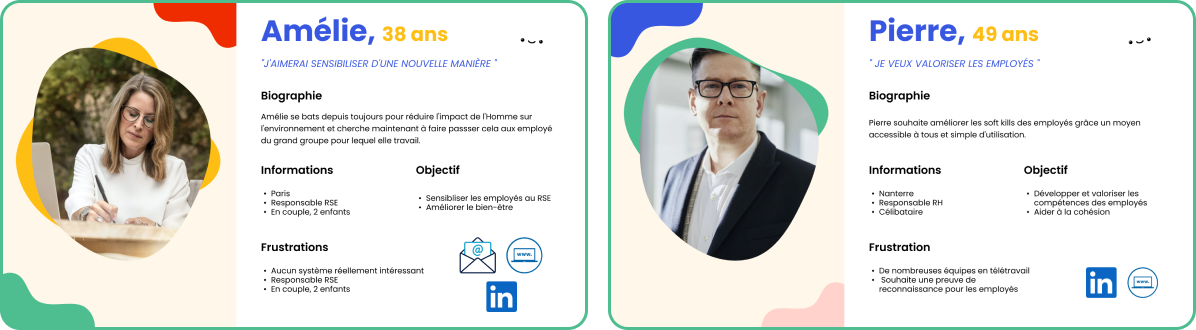 Amélie, 38 ans
"J'AIMERAI SENSIBILISER D'UNE NOUVELLE MANIÈRE "
Biographie
Amélie se bats depuis toujours pour réduire l'impact de l'Homme sur
l'environnement et cherche maintenant à faire passser cela aux employé
du grand groupe pour lequel elle travail.
Informations
• Paris
• Responsable RSE
• En couple, 2 enfants
Objectif
• Sensibiliser les employés au RSE
• Améliorer le bien-être
Frustrations
• Aucun système réellement intéressant
• Responsable RSE
• En couple, 2 enfants
@
www.
in
Pierre, 49 ans
" JE VEUX VALORISER LES EMPLOYÉS "
Biographie
Pierre souhaite améliorer les soft kills des employés grâce un moyen
accessible à tous et simple d'utilisation.
Informations
• Nanterre
• Responsable RH
• Célibataire
Objectif
• Développer et valoriser les
compétences des employés
• Aider à la cohésion
Frustration
• De nombreuses équipes en télétravail
• Souhaite une preuve de
reconnaissance pour les employés
in
www.